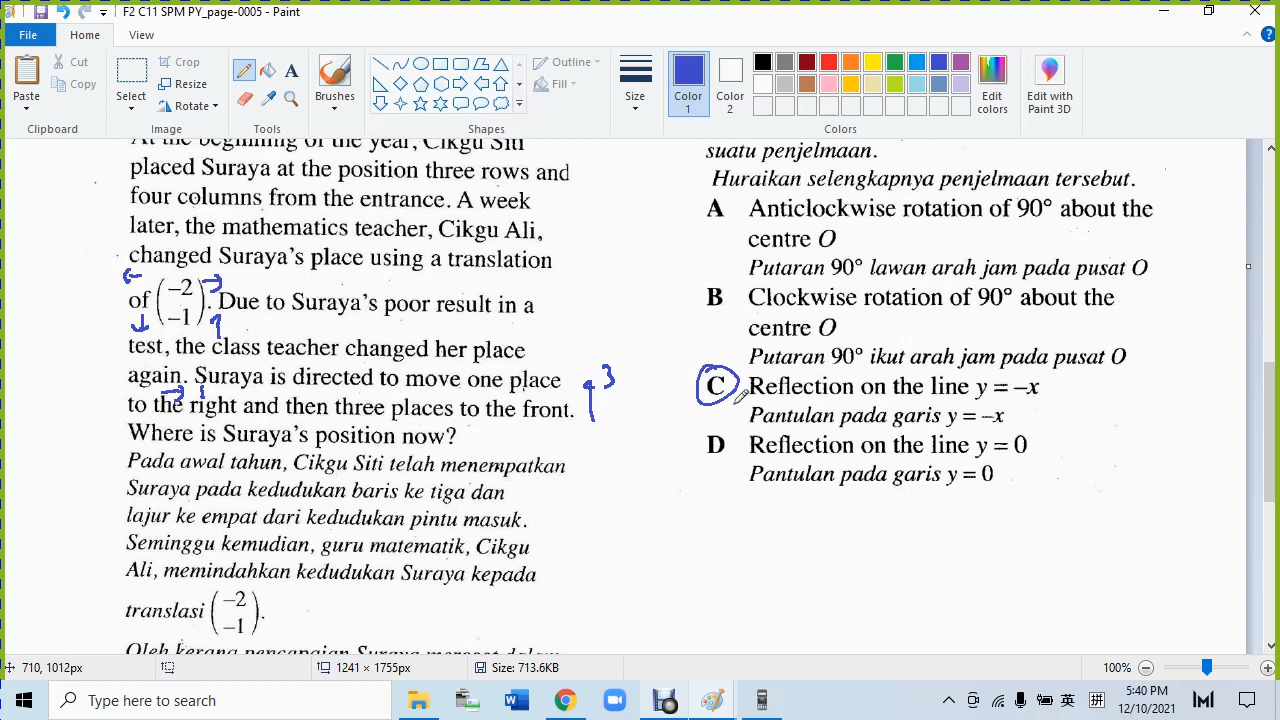 F2 C11 SPM PY_page-0005 - Paint
File
Home
View
Paste
Cut
Copy
Clipboard
Select
Crop
Resize
Rotate
Image
A
Tools
Brushes
Outline
Fill
Shapes
Size
Color
1
Color
2
Colors
Edit
colors
Edit with
Paint 3D
At the beginning of the year, Cikgu Siti
placed Suraya at the position three rows and
four columns from the entrance. A week
later, the mathematics teacher, Cikgu Ali,
changed Suraya's place using a translation
of (−2
−1). Due to Suraya's poor result in a
test, the class teacher changed her place
again. Suraya is directed to move one place
to the right and then three places to the front.
1
3
Where is Suraya's position now?
Pada awal tahun, Cikgu Siti telah menempatkan
Suraya pada kedudukan baris ke tiga dan
lajur ke empat dari kedudukan pintu masuk.
Seminggu kemudian, guru matematik, Cikgu
Ali, memindahkan kedudukan Suraya kepada
translasi (−2
−1).
Oleh kerana pencapaian Suraya merosot dalam
suatu penjelmaan.
Huraikan selengkapnya penjelmaan tersebut.
A Anticlockwise rotation of 90° about the
centre O
Putaran 90° lawan arah jam pada pusat O
B Clockwise rotation of 90° about the
centre O
Putaran 90° ikut arah jam pada pusat O
C Reflection on the line y = −x
Pantulan pada garis y = −x
D Reflection on the line y = 0
Pantulan pada garis y = 0
710, 1012px
1241 × 1755px
Size: 713.6KB
100%
Type here to search
英
拼
5:40 PM
12/10/2021